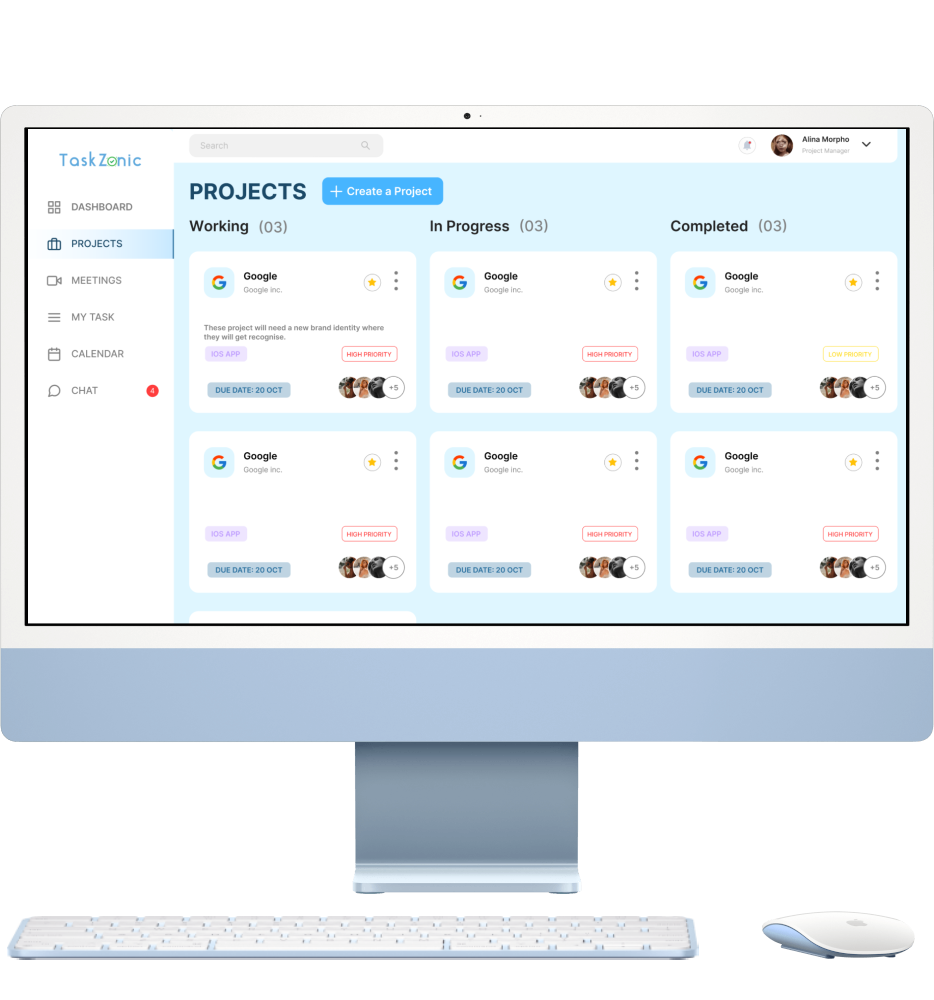 TaskZonic
Search
Alina Morpho
Project Manager
DASHBOARD
PROJECTS
MEETINGS
MY TASK
CALENDAR
CHAT
4
PROJECTS
+ Create a Project
Working (03)
In Progress (03)
Completed (03)
Google
Google inc.
These project will need a new brand identity where
they will get recognise.
IOS APP
HIGH PRIORITY
DUE DATE: 20 OCT
+5
Google
Google inc.
IOS APP
HIGH PRIORITY
DUE DATE: 20 OCT
+5
Google
Google inc.
IOS APP
LOW PRIORITY
DUE DATE: 20 OCT
+5
Google
Google inc.
IOS APP
HIGH PRIORITY
DUE DATE: 20 OCT
+5
Google
Google inc.
IOS APP
HIGH PRIORITY
DUE DATE: 20 OCT
+5
Google
Google inc.
IOS APP
HIGH PRIORITY
DUE DATE: 20 OCT
+5